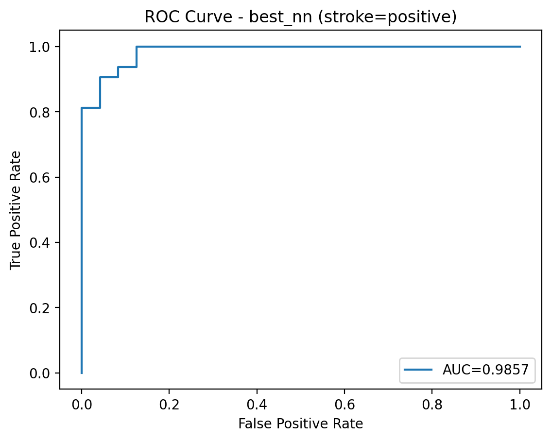 ROC Curve - best_nn (stroke=positive)
True Positive Rate
1.0
0.8
0.6
0.4
0.2
0.0
AUC=0.9857
0.0 0.2 0.4 0.6 0.8 1.0
False Positive Rate